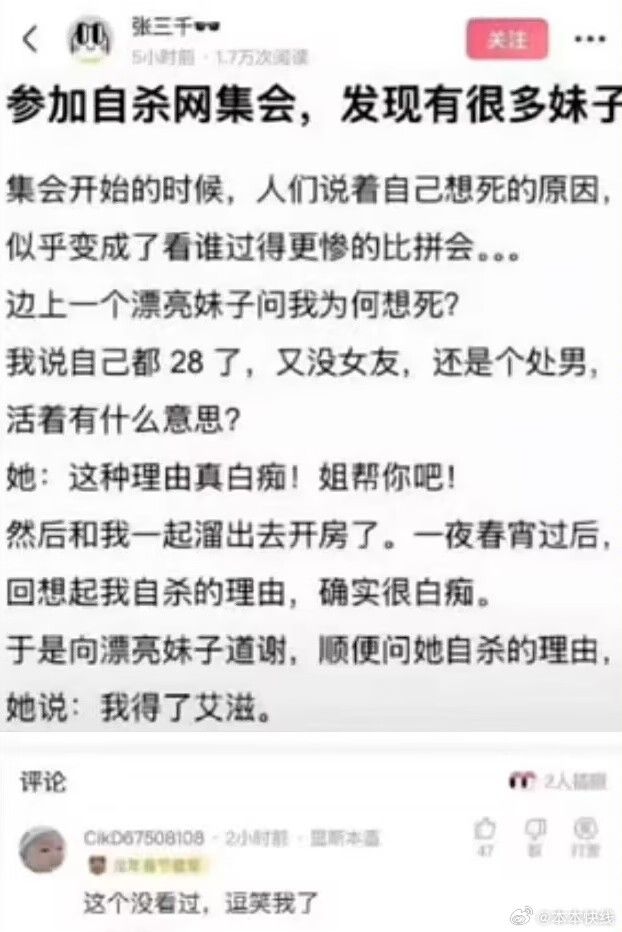 张三千
5小时前 · 1.7万次阅读
关注
参加自杀网集会，发现有很多妹子
集会开始的时候，人们说着自己想死的原因，
似乎变成了看谁过得更惨的比拼会。。。
边上一个漂亮妹子问我为何想死？
我说自己都 28 了，又没女友，还是个处男，
活着有什么意思？
她：这种理由真白痴！姐帮你吧！
然后和我一起溜出去开房了。一夜春宵过后，
回想起我自杀的理由，确实很白痴。
于是向漂亮妹子道谢，顺便问她自杀的理由，
她说：我得了艾滋。
评论
2人插眼
CikD67508108 · 2小时前 ·
47
打赏
这个没看过，逗笑我了
@本本快线